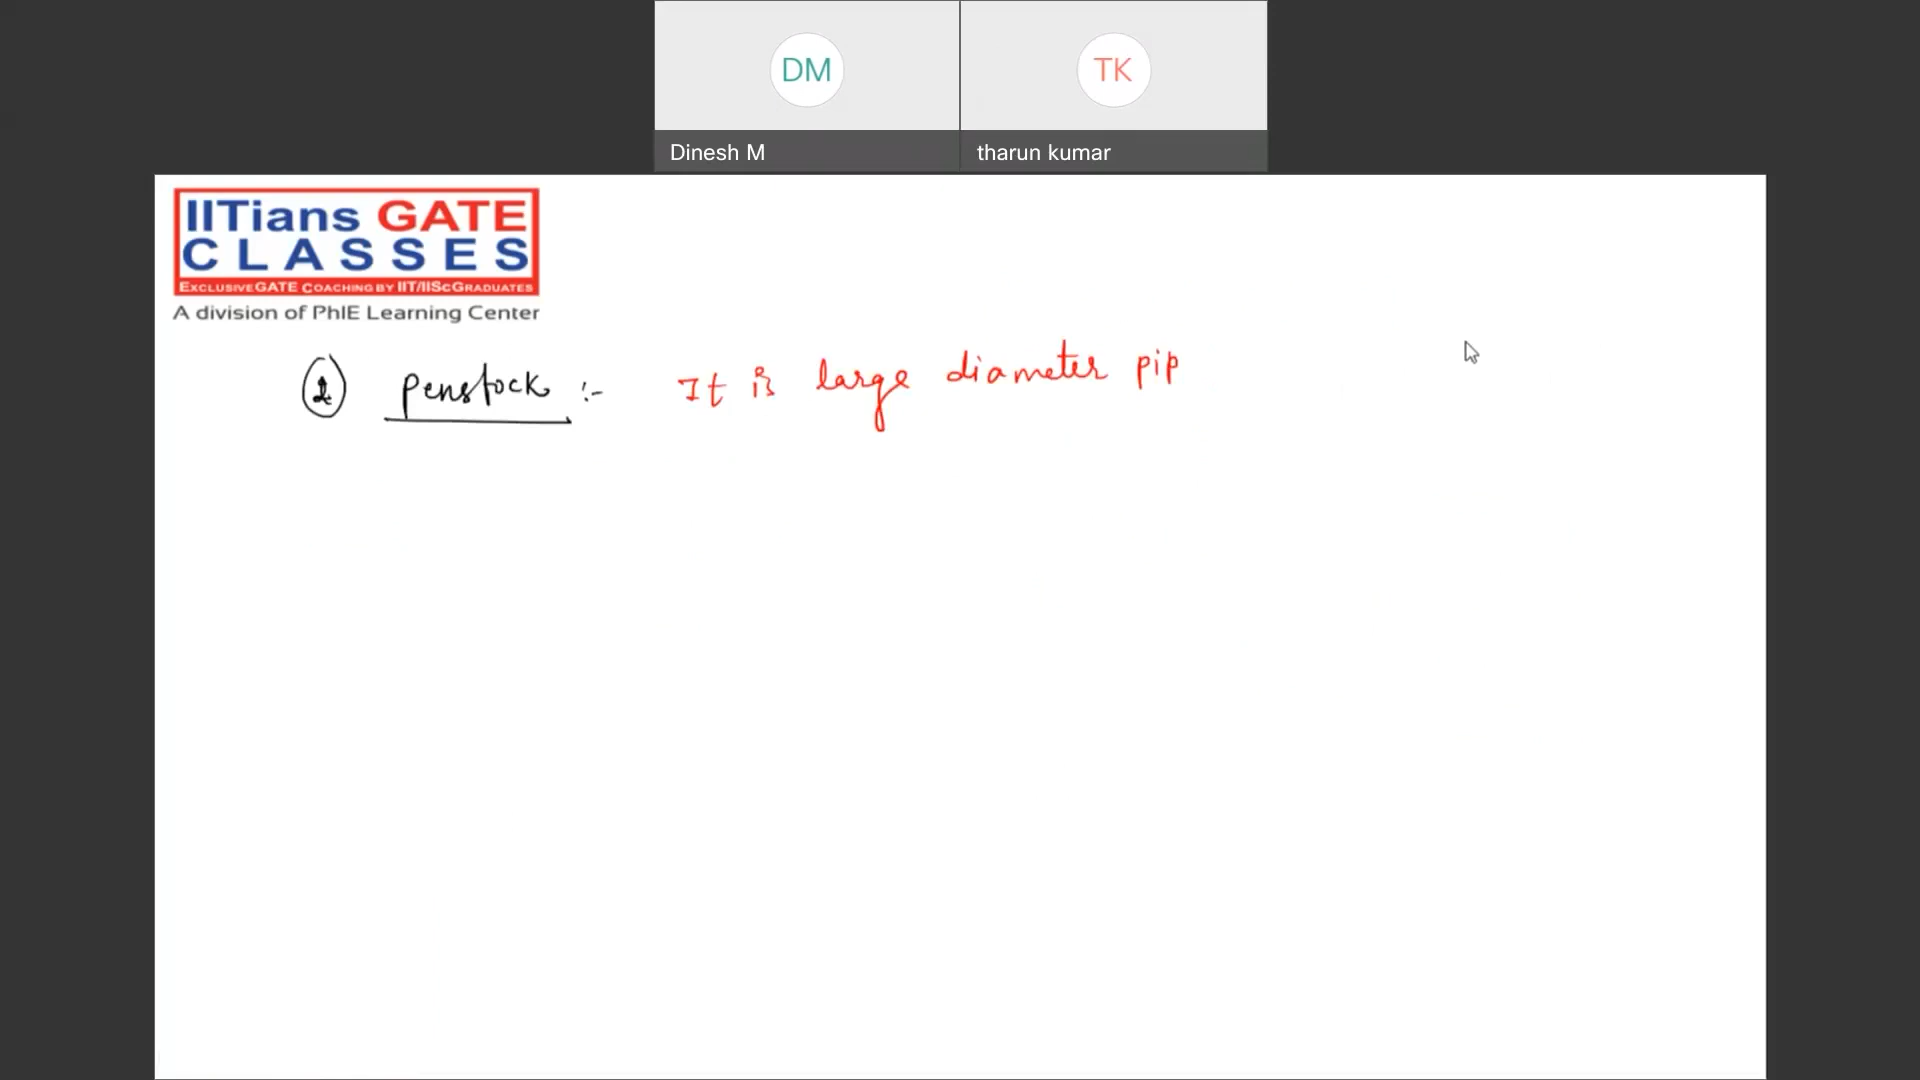 DM
TK
Dinesh M
tharun kumar
IITians GATE
CLASSES
EXCLUSIVE GATE COACHING BY IIT/IISc GRADUATES
A division of PhIE Learning Center
2 penstock :- It is large diameter pip